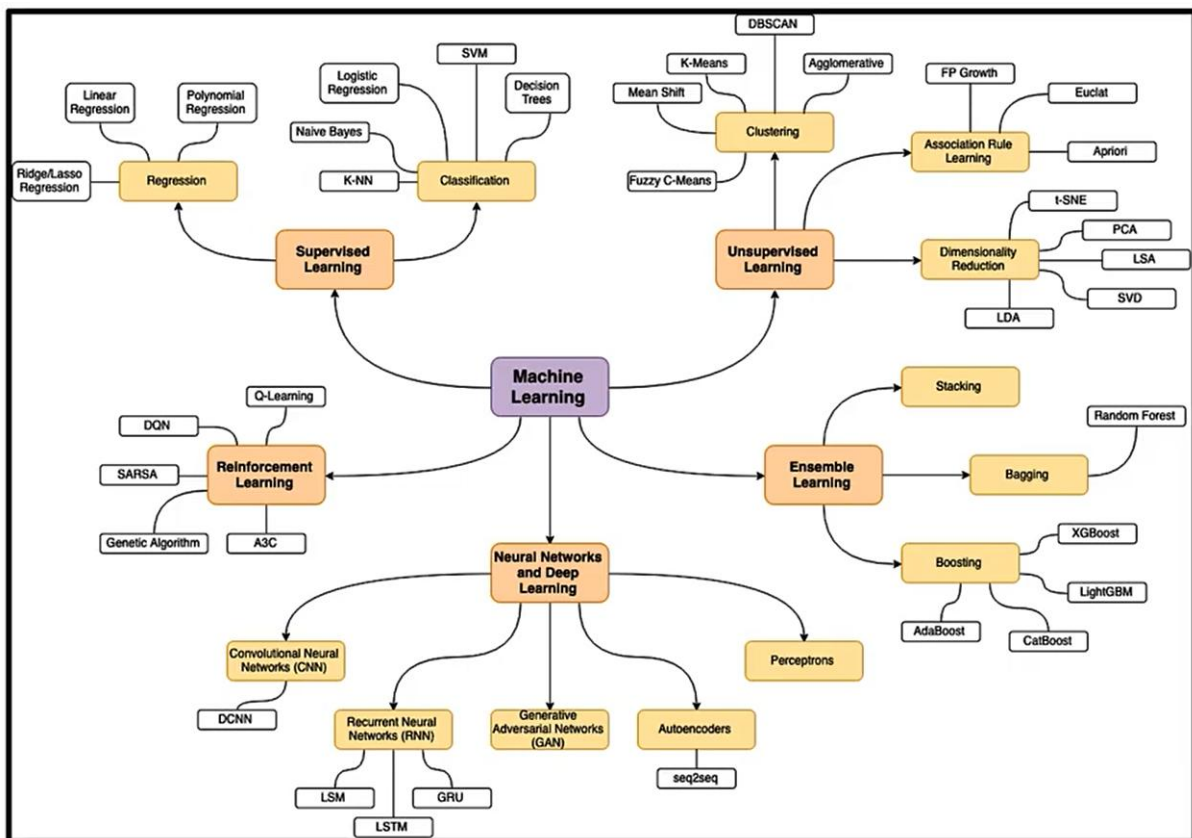 DBSCAN
SVM
K-Means
Agglomerative
Logistic
Regression
FP Growth
Linear
Regression
Polynomial
Regression
Decision
Trees
Mean Shift
Euclat
Clustering
Naive Bayes
Association Rule
Learning
Apriori
Ridge/Lasso
Regression
Regression
K-NN
Classification
Fuzzy C-Means
t-SNE
PCA
Supervised
Learning
Unsupervised
Learning
Dimensionality
Reduction
LSA
SVD
LDA
Machine
Learning
Stacking
Q-Learning
Random Forest
DQN
Reinforcement
Learning
SARSA
Ensemble
Learning
Bagging
Genetic Algorithm
A3C
XGBoost
Neural Networks
and Deep
Learning
Boosting
LightGBM
AdaBoost
CatBoost
Convolutional Neural
Networks (CNN)
Perceptrons
DCNN
Recurrent Neural
Networks (RNN)
Generative
Adversarial Networks
(GAN)
Autoencoders
seq2seq
LSM
GRU
LSTM